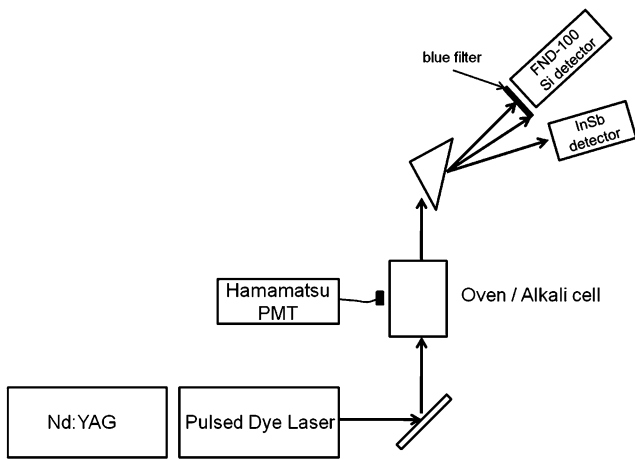 blue filter
FND-100
Si detector
InSb
detector
Hamamatsu
PMT
Oven / Alkali cell
Nd:YAG
Pulsed Dye Laser